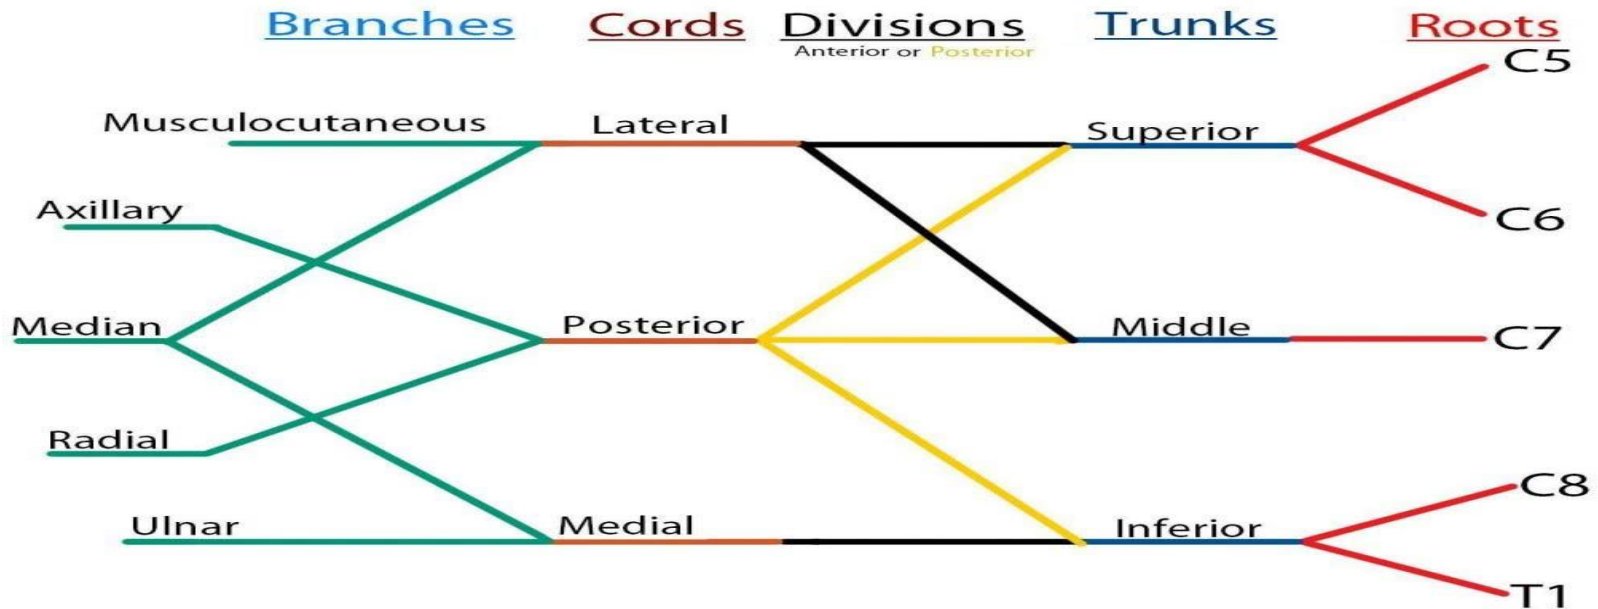 Branches Cords Divisions Trunks Roots
Anterior or Posterior
C5
Musculocutaneous Lateral Superior
Axillary C6
Median Posterior Middle C7
Radial
C8
Ulnar Medial Inferior
T1